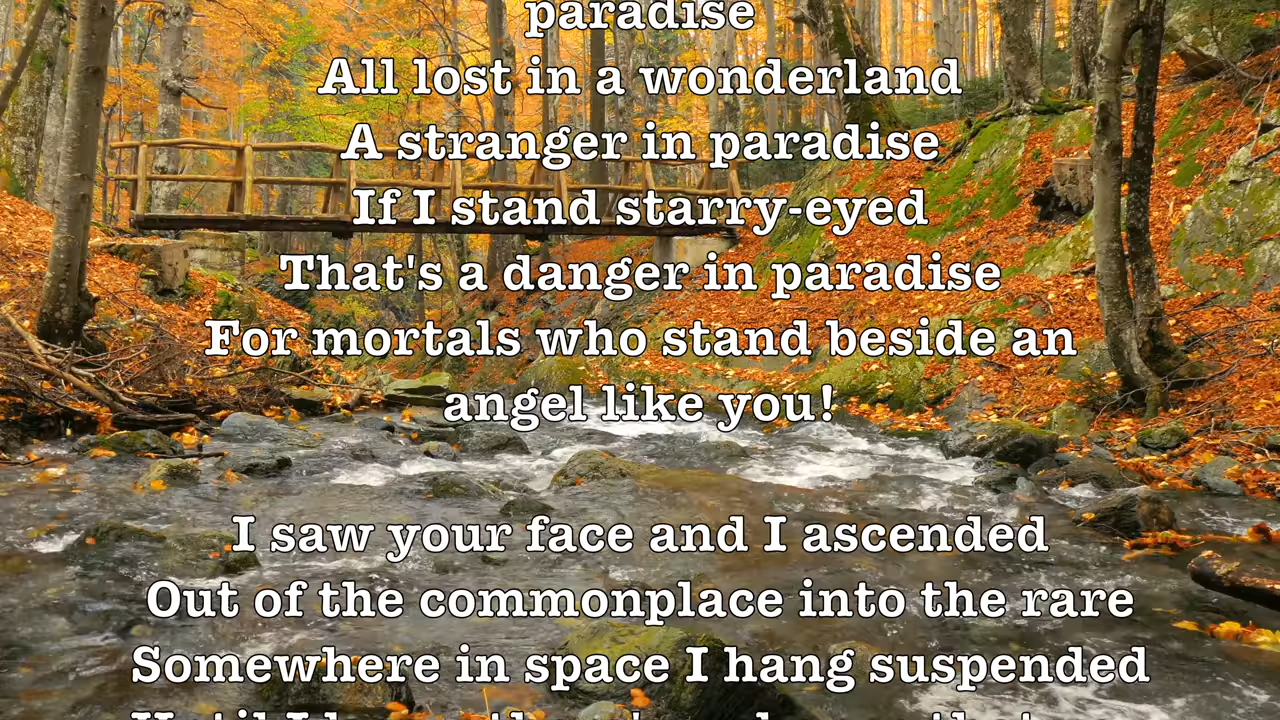 paradise
All lost in a wonderland
A stranger in paradise
If I stand starry-eyed
That's a danger in paradise
For mortals who stand beside an
angel like you!
I saw your face and I ascended
Out of the commonplace into the rare
Somewhere in space I hang suspended